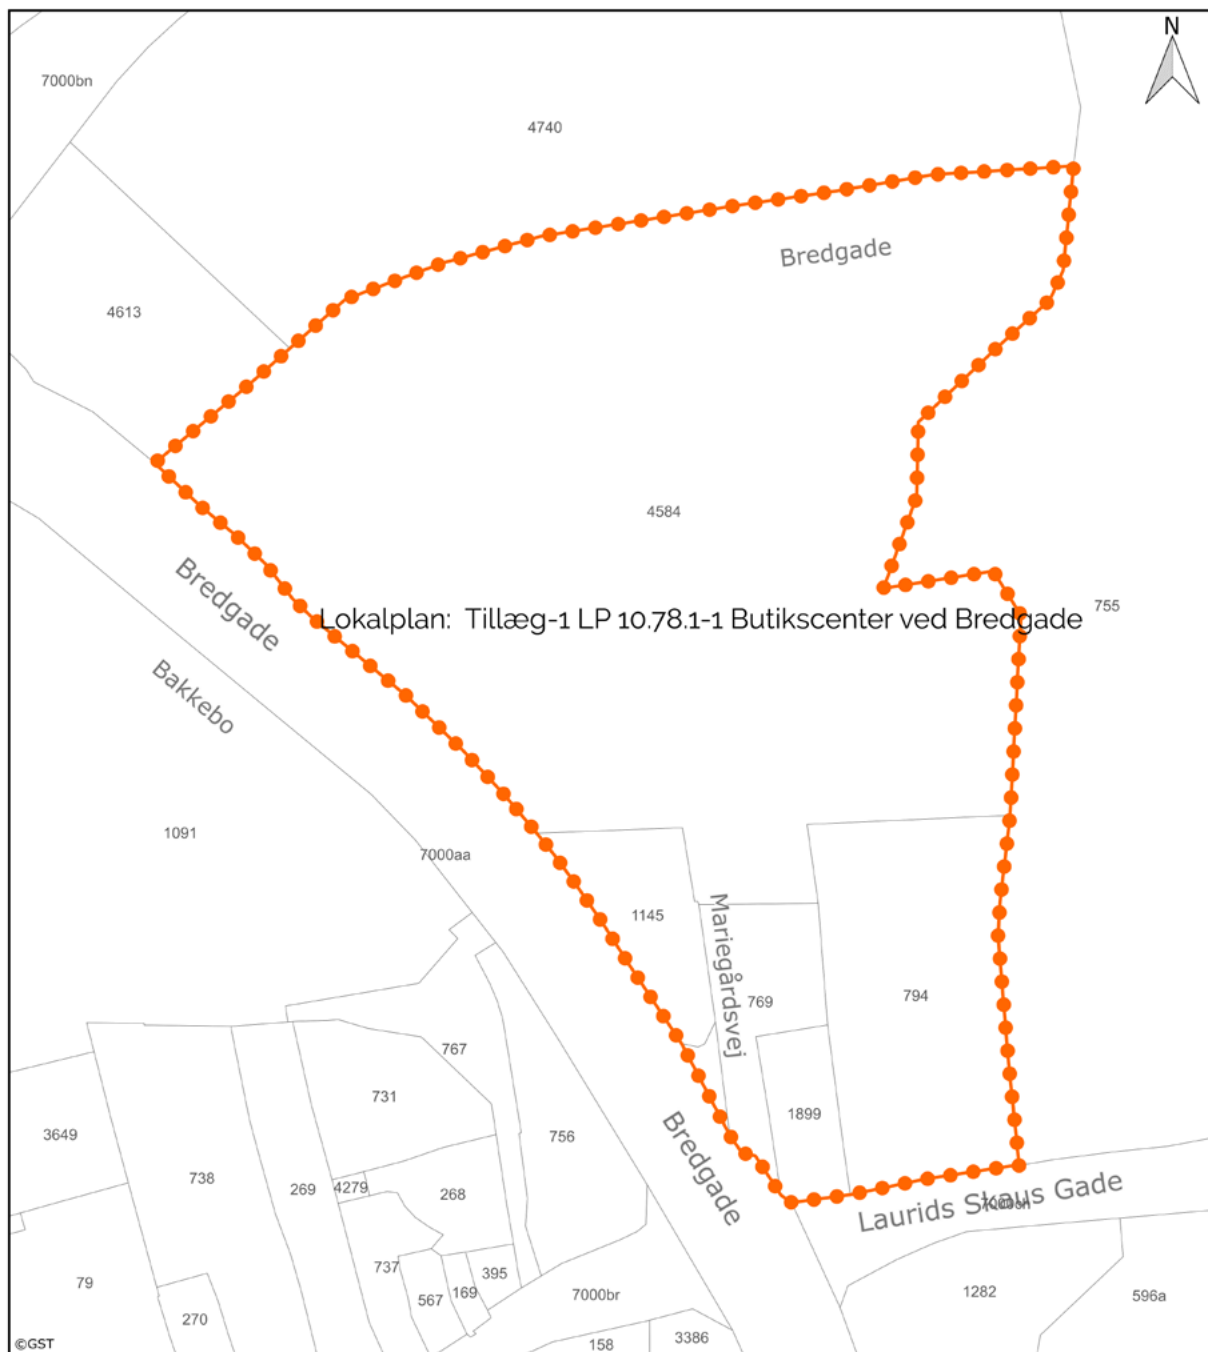 N
7000bn
4740
Bredgade
4613
4584
Bredgade
755
Lokalplan: Tillæg-1 LP 10.78.1-1 Butikscenter ved Bredgade
Bakkebo
1091
7000aa
1145
Mariegårdsvej
769
794
767
731
1899
3649
756
738
269
4279
268
Bredgade
Laurids Skaus Gade
737
395
79
169
567
270
7000br
1282
596a
158
3386
©GST